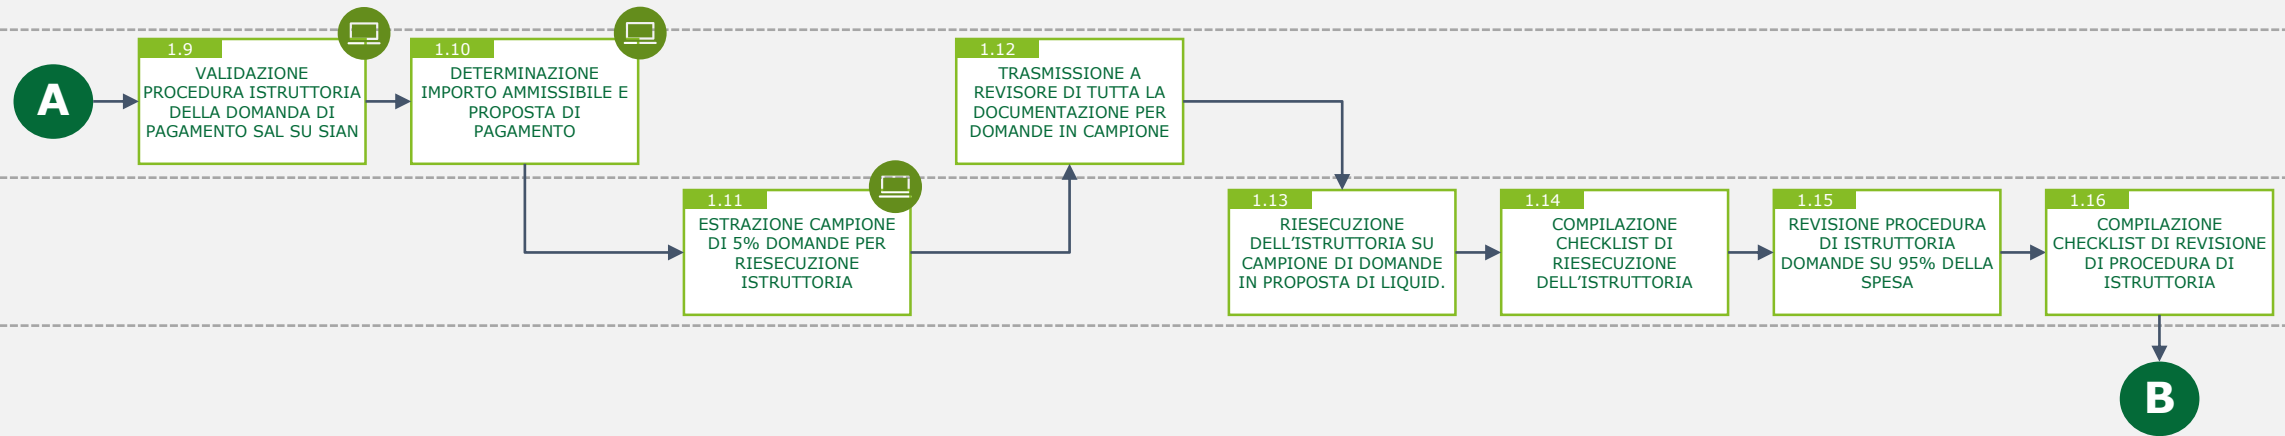 A
1.9
VALIDAZIONE
PROCEDURA ISTRUTTORIA
DELLA DOMANDA DI
PAGAMENTO SAL SU SIAN
1.10
DETERMINAZIONE
IMPORTO AMMISSIBILE E
PROPOSTA DI
PAGAMENTO
1.11
ESTRAZIONE CAMPIONE
DI 5% DOMANDE PER
RIESECUZIONE
ISTRUTTORIA
1.12
TRASMISSIONE A
REVISORE DI TUTTA LA
DOCUMENTAZIONE PER
DOMANDE IN CAMPIONE
1.13
RIESECUZIONE
DELL’ISTRUTTORIA SU
CAMPIONE DI DOMANDE
IN PROPOSTA DI LIQUID.
1.14
COMPILAZIONE
CHECKLIST DI
RIESECUZIONE
DELL’ISTRUTTORIA
1.15
REVISIONE PROCEDURA
DI ISTRUTTORIA
DOMANDE SU 95% DELLA
SPESA
1.16
COMPILAZIONE
CHECKLIST DI REVISIONE
DI PROCEDURA DI
ISTRUTTORIA
B